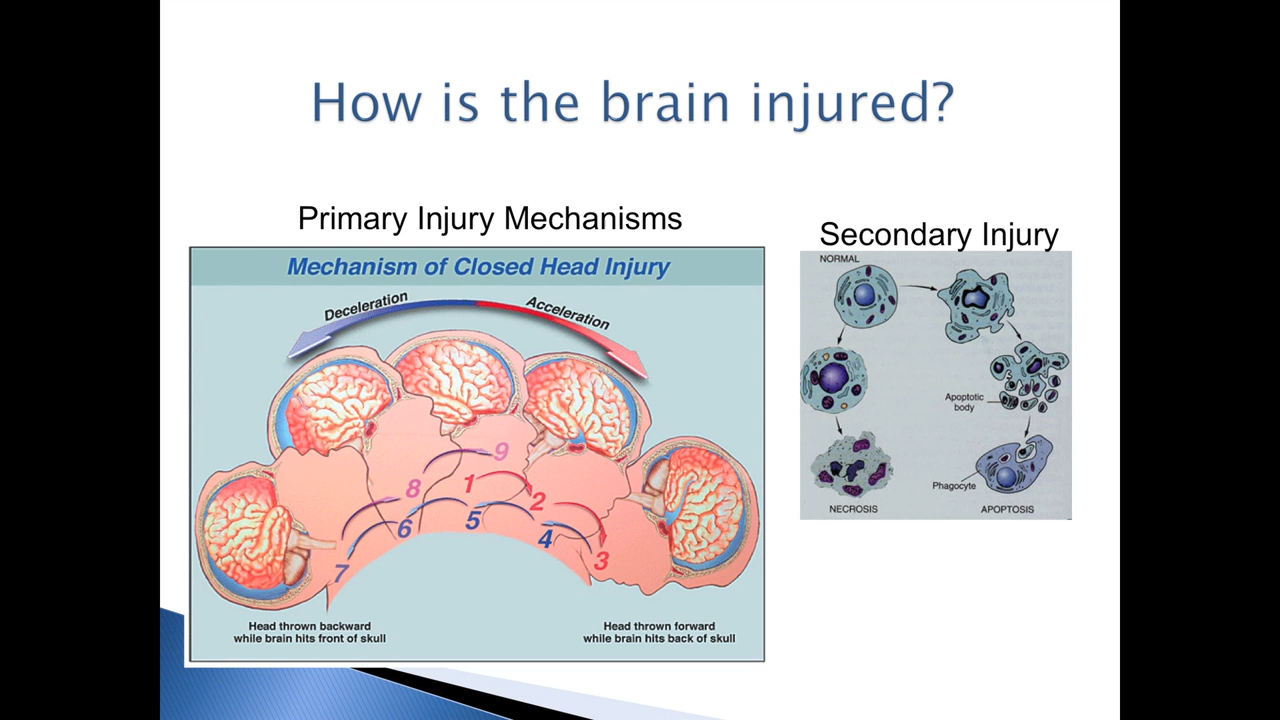 How is the brain injured?
Primary Injury Mechanisms
Mechanism of Closed Head Injury
Deceleration
Acceleration
9
8
1
2
6
5
4
3
7
Head thrown backward
while brain hits front of skull
Head thrown forward
while brain hits back of skull
Secondary Injury
NORMAL
Apoptotic
body
Phagocyte
NECROSIS
APOPTOSIS